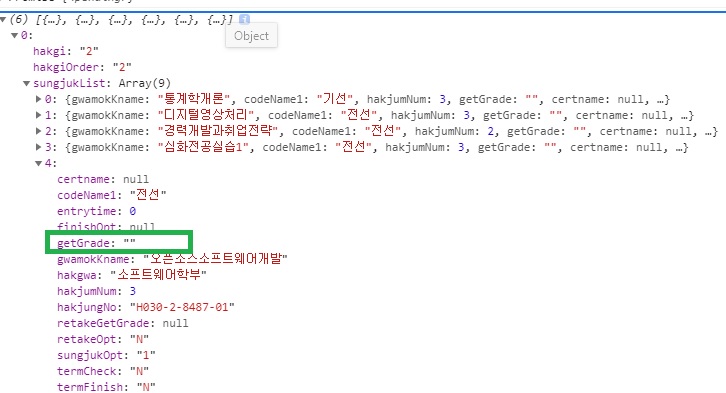 (6) [{…}, {…}, {…}, {…}, {…}, {…}] i
Object
0:
hakgi: "2"
hakgiOrder: "2"
sungjukList: Array(9)
0: {gwamokKname: "통계학개론", codeName1: "기선", hakjumNum: 3, getGrade: "", certname: null, …}
1: {gwamokKname: "디지털영상처리", codeName1: "전선", hakjumNum: 3, getGrade: "", certname: null, …}
2: {gwamokKname: "경력개발과취업전략", codeName1: "전선", hakjumNum: 2, getGrade: "", certname: null, …}
3: {gwamokKname: "심화전공실습1", codeName1: "전선", hakjumNum: 3, getGrade: "", certname: null, …}
4:
certname: null
codeName1: "전선"
entrytime: 0
finishOpt: null
getGrade: ""
gwamokKname: "오픈소스소프트웨어개발"
hakgwa: "소프트웨어학부"
hakjumNum: 3
hakjungNo: "H030-2-8487-01"
retakeGetGrade: null
retakeOpt: "N"
sungjukOpt: "1"
termCheck: "N"
termFinish: "N"